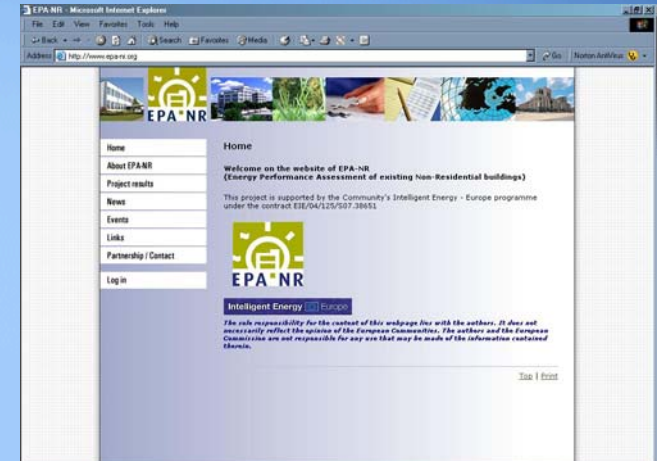 EPA-NR - Microsoft Internet Explorer
File Edit View Favorites Tools Help
Back Search Favorites Media
Address http://www.epa-nr.org Go Norton AntiVirus
EPA NR
Home
About EPA-NR
Project results
News
Events
Links
Partnership / Contact
Log in
Home
Welcome on the website of EPA-NR
(Energy Performance Assessment of existing Non-Residential buildings)
This project is supported by the Community's Intelligent Energy - Europe programme
under the contract EIE/04/125/S07.38651
EPA NR
Intelligent Energy Europe
The sole responsibility for the content of this webpage lies with the authors. It does not
necessarily reflect the opinion of the European Communities. The authors and the European
Commission are not responsible for any use that may be made of the information contained
therein.
Top | Print